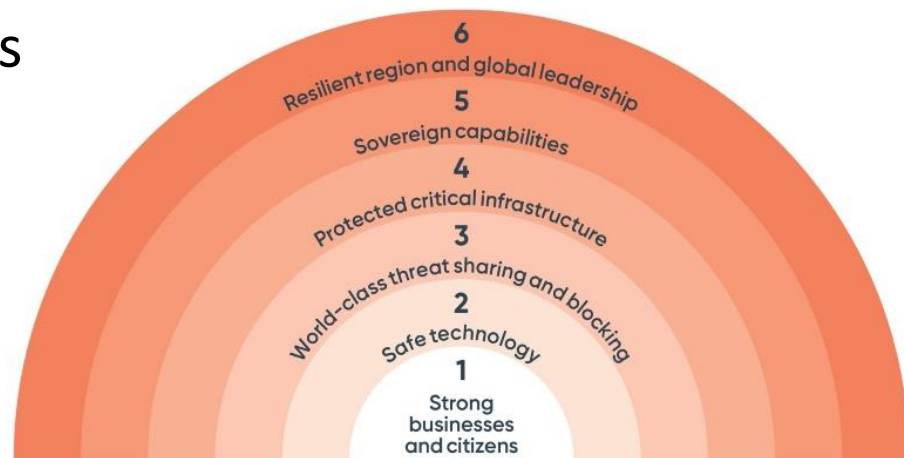 s
6
Resilient region and global leadership
5
Sovereign capabilities
4
Protected critical infrastructure
3
World-class threat sharing and blocking
2
Safe technology
1
Strong
businesses
and citizens